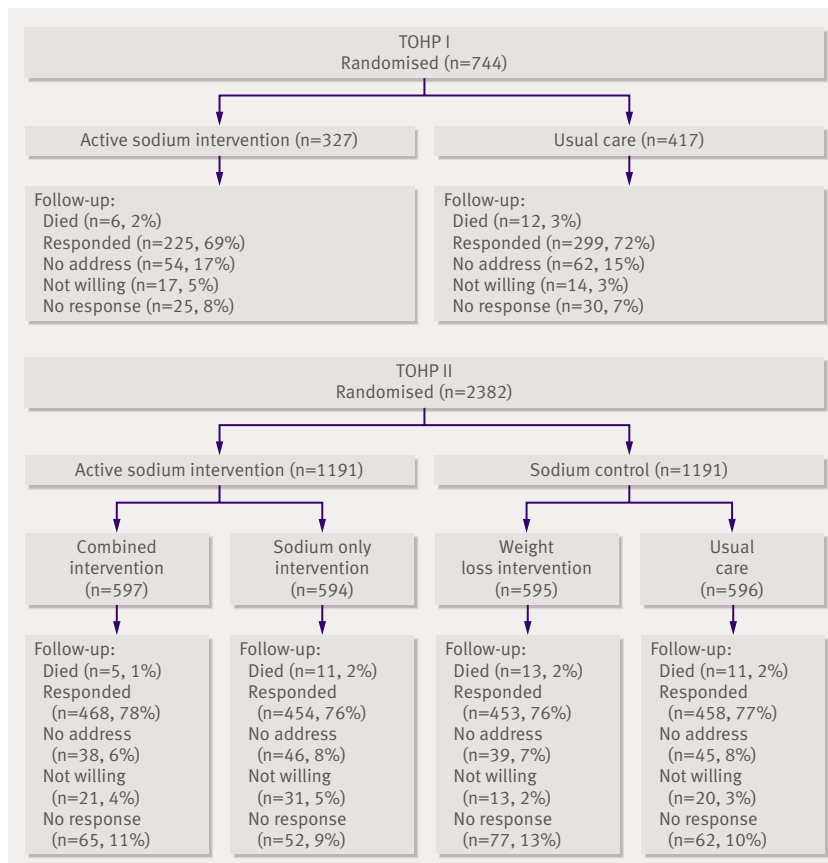 TOHP I
Randomised (n=744)
Active sodium intervention (n=327)
Usual care (n=417)
Follow-up:
Died (n=6, 2%)
Responded (n=225, 69%)
No address (n=54, 17%)
Not willing (n=17, 5%)
No response (n=25, 8%)
Follow-up:
Died (n=12, 3%)
Responded (n=299, 72%)
No address (n=62, 15%)
Not willing (n=14, 3%)
No response (n=30, 7%)
TOHP II
Randomised (n=2382)
Active sodium intervention (n=1191)
Sodium control (n=1191)
Combined
intervention
(n=597)
Sodium only
intervention
(n=594)
Weight
loss intervention
(n=595)
Usual
care
(n=596)
Follow-up:
Died (n=5, 1%)
Responded
(n=468, 78%)
No address
(n=38, 6%)
Not willing
(n=21, 4%)
No response
(n=65, 11%)
Follow-up:
Died (n=11, 2%)
Responded
(n=454, 76%)
No address
(n=46, 8%)
Not willing
(n=31, 5%)
No response
(n=52, 9%)
Follow-up:
Died (n=13, 2%)
Responded
(n=453, 76%)
No address
(n=39, 7%)
Not willing
(n=13, 2%)
No response
(n=77, 13%)
Follow-up:
Died (n=11, 2%)
Responded
(n=458, 77%)
No address
(n=45, 8%)
Not willing
(n=20, 3%)
No response
(n=62, 10%)